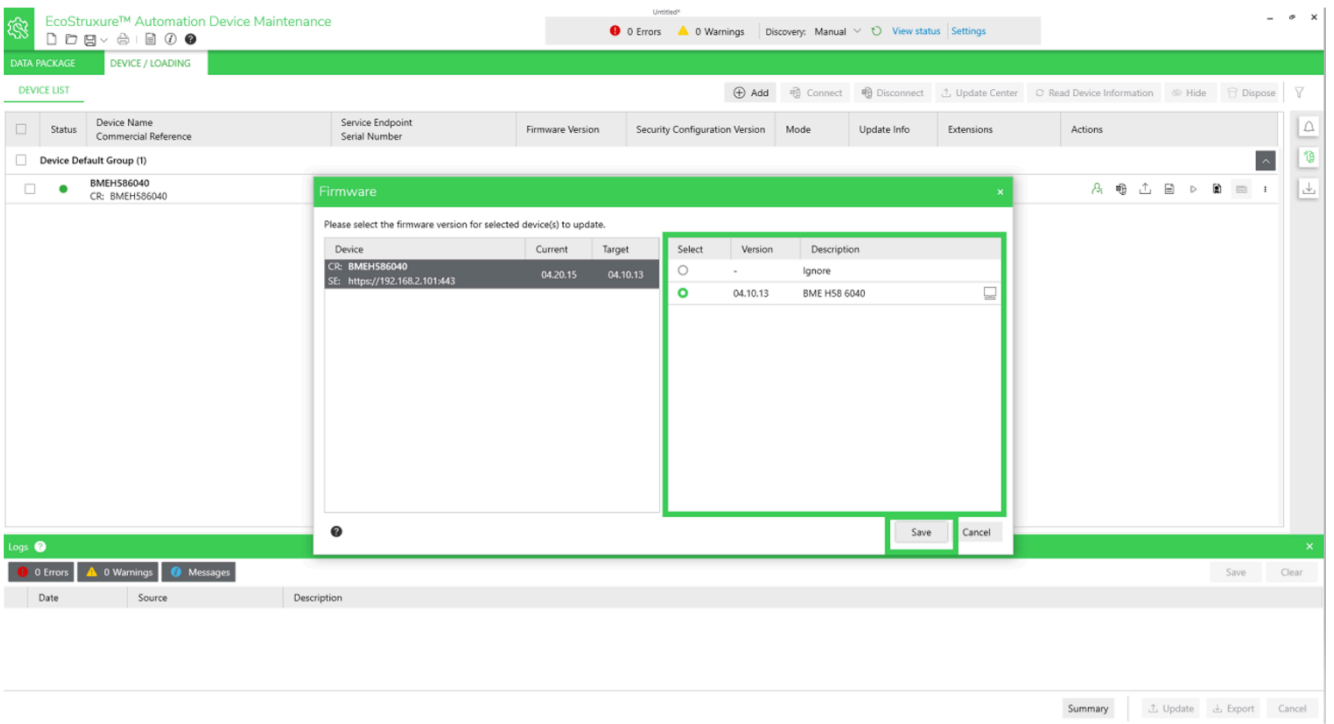 Untitled*
EcoStruxure™ Automation Device Maintenance
0 Errors 0 Warnings Discovery: Manual View status Settings
DATA PACKAGE DEVICE / LOADING
DEVICE LIST
Add Connect Disconnect Update Center Read Device Information Hide Dispose
Status Device Name Commercial Reference Service Endpoint Serial Number Firmware Version Security Configuration Version Mode Update Info Extensions Actions
Device Default Group (1)
BMEH586040
CR: BMEH586040
Firmware
Please select the firmware version for selected device(s) to update.
Device Current Target
CR: BMEH586040
SE: https://192.168.2.101:443 04.20.15 04.10.13
Select Version Description
- Ignore
04.10.13 BME H58 6040
Save Cancel
Logs
0 Errors 0 Warnings Messages Save Clear
Date Source Description
Summary Update Export Cancel